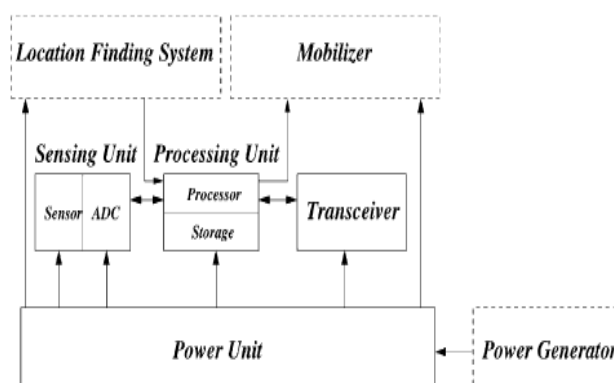 Location Finding System
Mobilizer
Sensing Unit
Processing Unit
Sensor
ADC
Processor
Storage
Transceiver
Power Unit
Power Generator